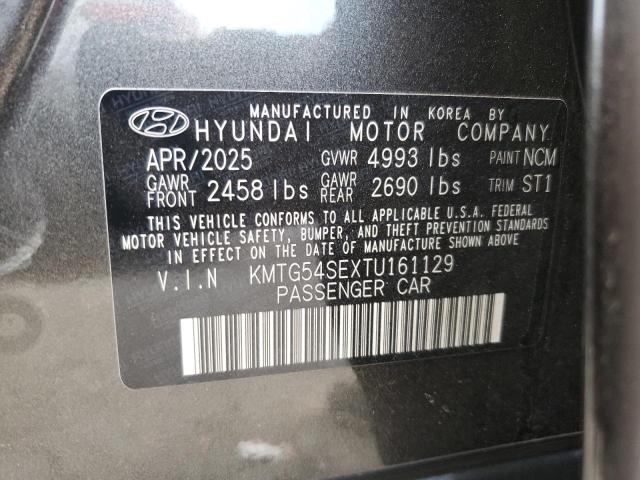 MANUFACTURED IN KOREA BY
HYUNDAI MOTOR COMPANY
APR/2025 GVWR 4993 lbs PAINT NCM
GAWR FRONT 2458 lbs GAWR REAR 2690 lbs TRIM ST1
THIS VEHICLE CONFORMS TO ALL APPLICABLE U.S.A. FEDERAL
MOTOR VEHICLE SAFETY, BUMPER, AND THEFT PREVENTION STANDARDS
IN EFFECT ON THE DATE OF MANUFACTURE SHOWN ABOVE.
V.I.N KMTG54SEXTU161129
PASSENGER CAR